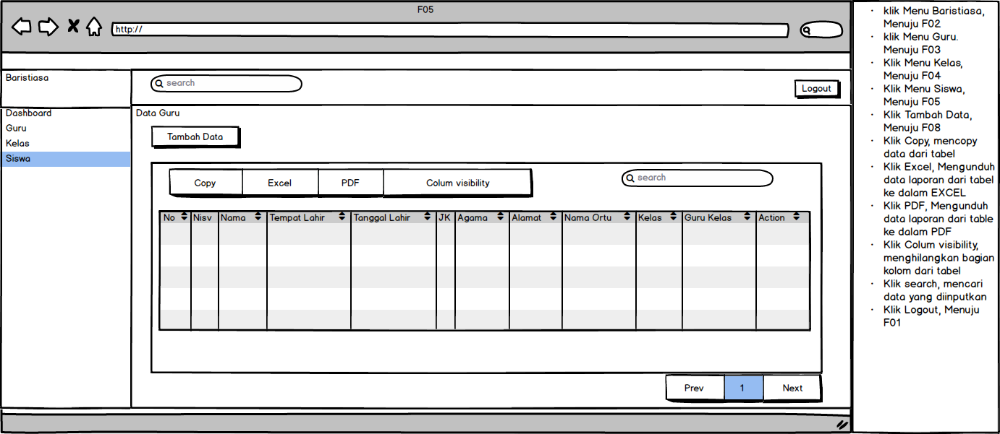 F05
http://
Baristiasa
search
Logout
Dashboard
Guru
Kelas
Siswa
Data Guru
Tambah Data
Copy Excel PDF Colum visibility
search
No Nisv Nama Tempat Lahir Tanggal Lahir JK Agama Alamat Nama Ortu Kelas Guru Kelas Action
Prev 1 Next
· klik Menu Baristiasa,
Menuju F02
· klik Menu Guru.
Menuju F03
· Klik Menu Kelas,
Menuju F04
· Klik Menu Siswa,
Menuju F05
· Klik Tambah Data,
Menuju F08
· Klik Copy, mencopy
data dari tabel
· Klik Excel, Mengunduh
data laporan dari tabel
ke dalam EXCEL
· Klik PDF, Mengunduh
data laporan dari table
ke dalam PDF
· Klik Colum visibility,
menghilangkan bagian
kolom dari tabel
· Klik search, mencari
data yang diinputkan
· Klik Logout, Menuju
F01